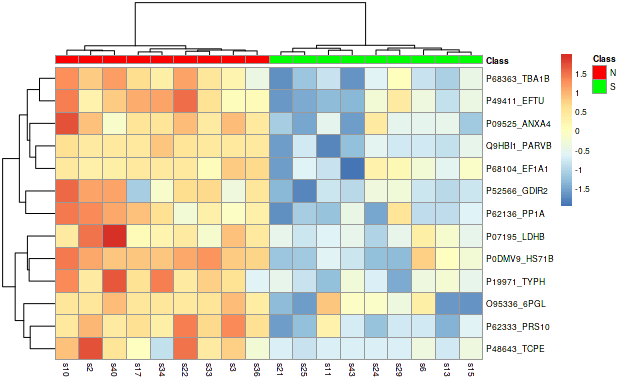 Class
P68363_TBA1B
P49411_EFTU
P09525_ANXA4
Q9HBI1_PARVB
P68104_EF1A1
P52566_GDIR2
P62136_PP1A
P07195_LDHB
P0DMV9_HS71B
P19971_TYPH
O95336_6PGL
P62333_PRS10
P48643_TCPE
s10 s2 s40 s17 s34 s22 s33 s3 s36 s21 s25 s11 s43 s24 s29 s6 s13 s15
1.5
1
0.5
0
-0.5
-1
-1.5
Class
N
S